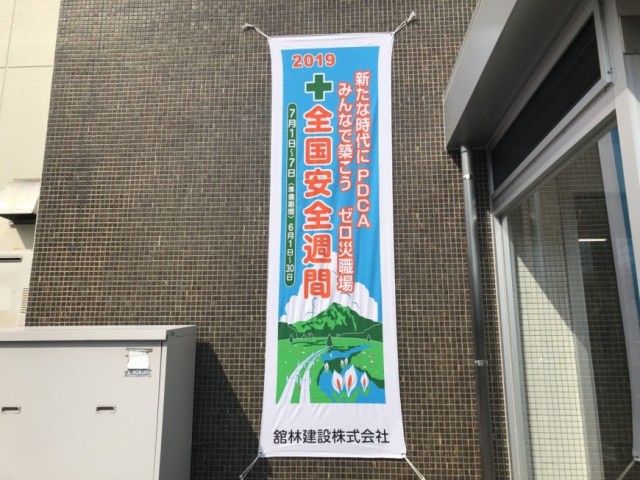 2019
新たな時代に PDCA
みんなで築こう ゼロ災職場
全国安全週間
7月1日~7日 (準備期間) 6月1日~30日
舘林建設株式会社